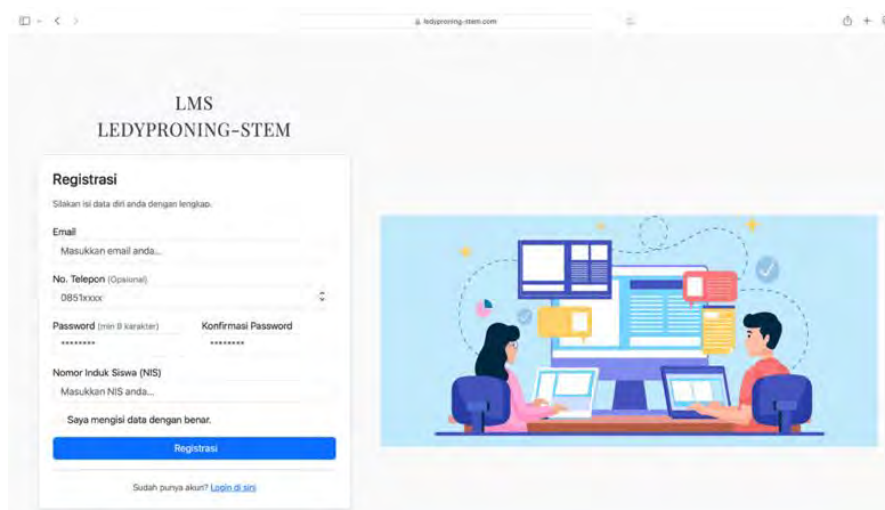 ledyproning-stem.com
LMS
LEDYPRONING-STEM
Registrasi
Silakan isi data diri anda dengan lengkap.
Email
Masukkan email anda...
No. Telepon (Opsional)
0851xxxx
Password (min 8 karakter) Konfirmasi Password
******** ********
Nomor Induk Siswa (NIS)
Masukkan NIS anda...
Saya mengisi data dengan benar.
Registrasi
Sudah punya akun? Login di sini